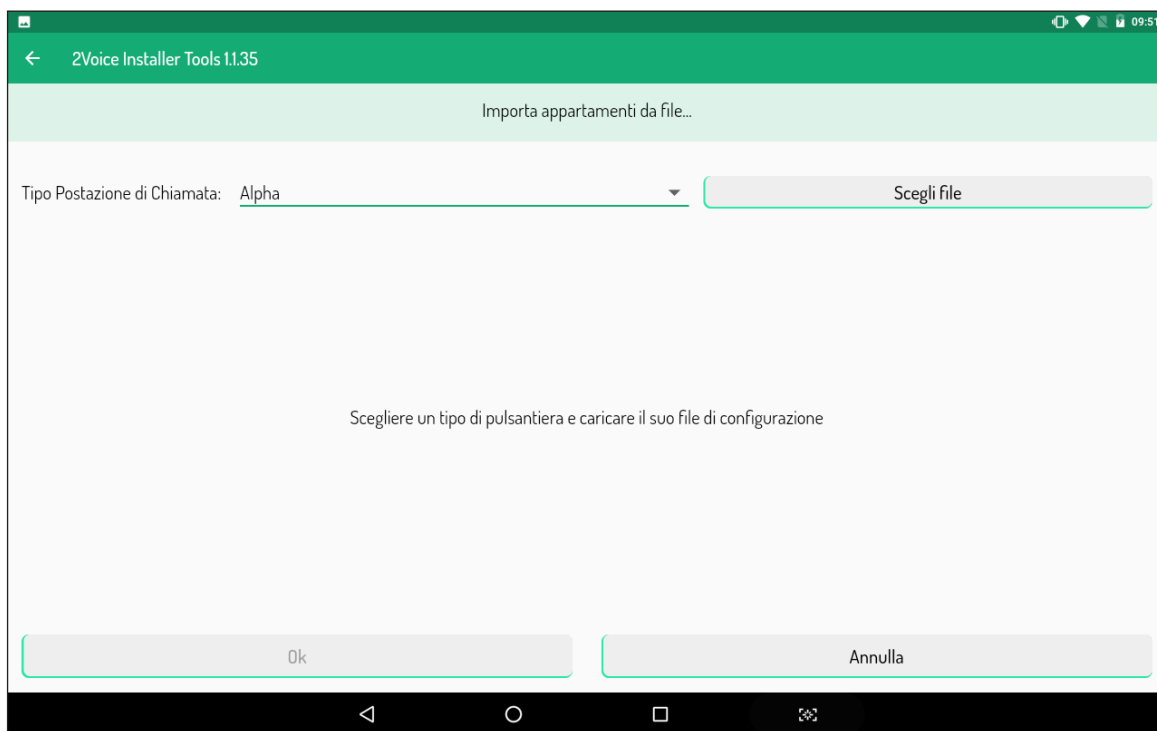 09:51
2Voice Installer Tools 1.1.35
Importa appartamenti da file...
Tipo Postazione di Chiamata: Alpha Scegli file
Scegliere un tipo di pulsantiera e caricare il suo file di configurazione
Ok Annulla